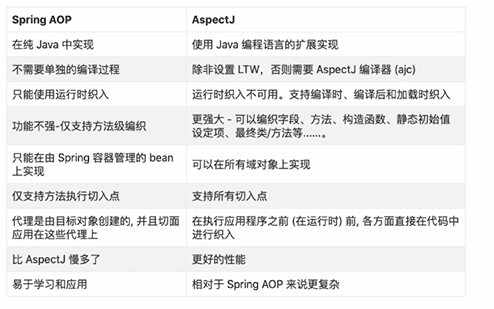 Spring AOP AspectJ
在纯 Java 中实现 使用 Java 编程语言的扩展实现
不需要单独的编译过程 除非设置 LTW，否则需要 AspectJ 编译器 (ajc)
只能使用运行时织入 运行时织入不可用。支持编译时、编译后和加载时织入
功能不强-仅支持方法级编织 更强大 - 可以编织字段、方法、构造函数、静态初始值
设定项、最终类/方法等......。
只能在由 Spring 容器管理的 bean
上实现 可以在所有域对象上实现
仅支持方法执行切入点 支持所有切入点
代理是由目标对象创建的, 并且切面 在执行应用程序之前 (在运行时) 前, 各方面直接在代码中
应用在这些代理上 进行织入
比 AspectJ 慢多了 更好的性能
易于学习和应用 相对于 Spring AOP 来说更复杂